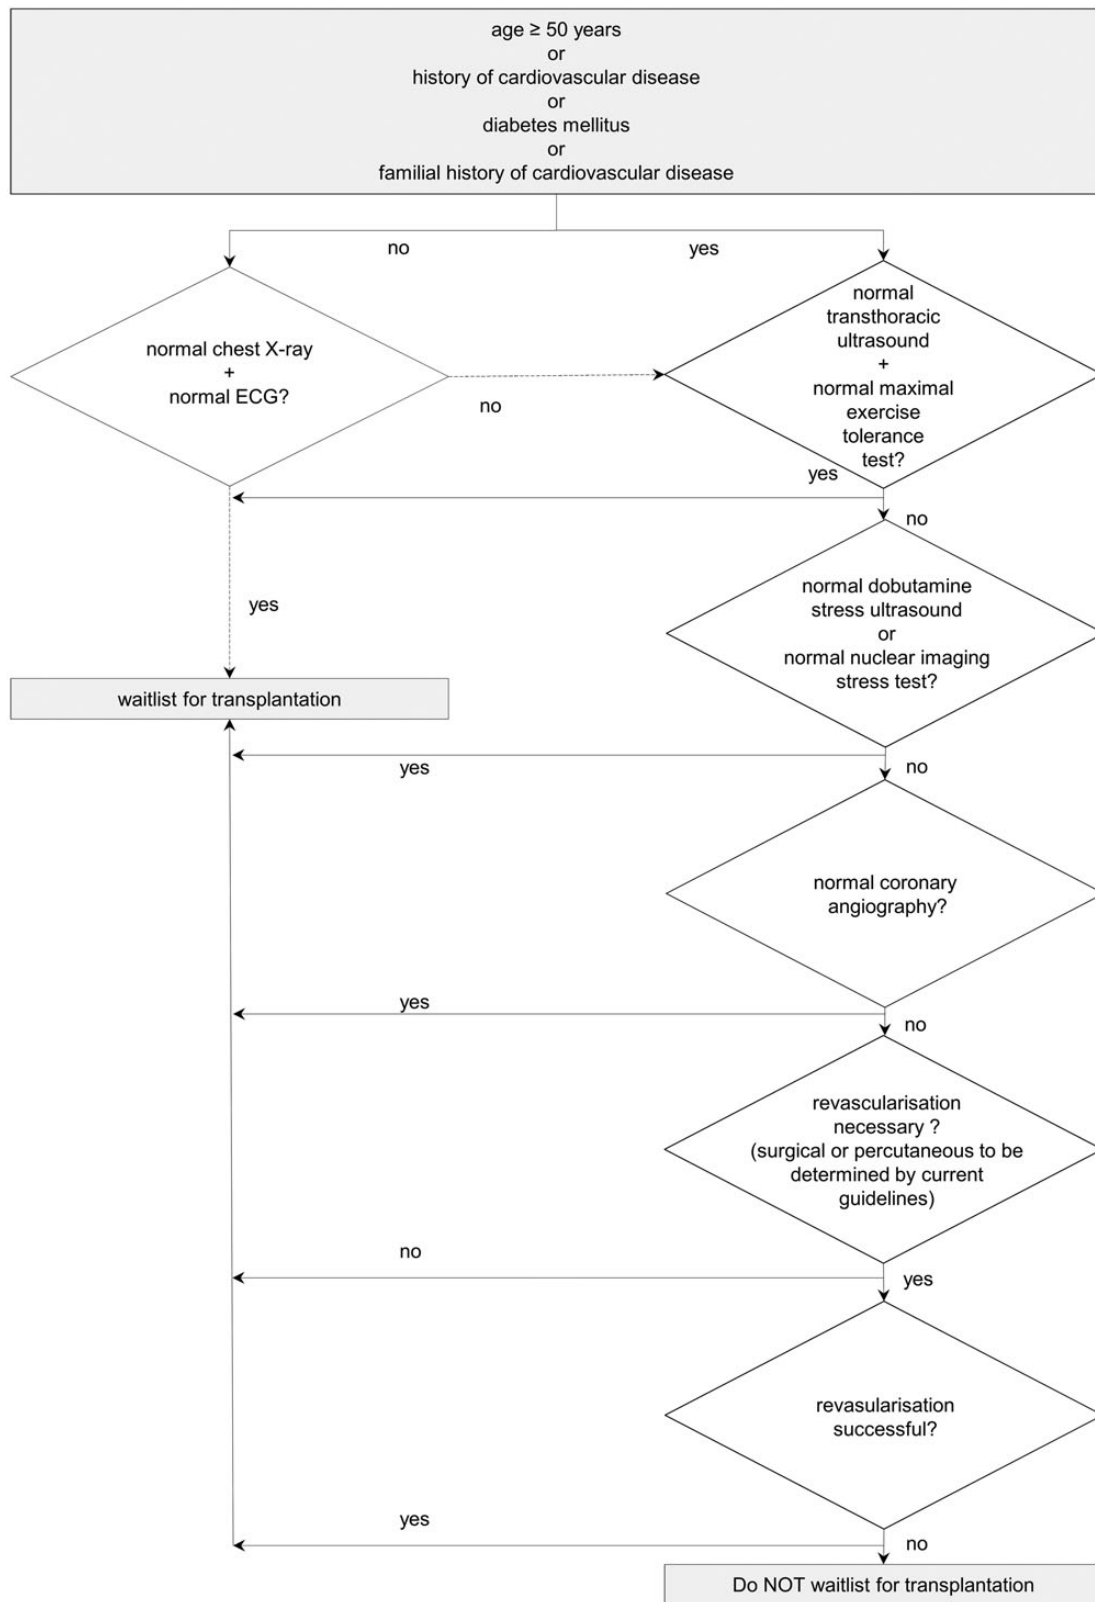 age ≥ 50 years
or
history of cardiovascular disease
or
diabetes mellitus
or
familial history of cardiovascular disease
no
yes
normal chest X-ray
+
normal ECG?
no
normal
transthoracic
ultrasound
+
normal maximal
exercise
tolerance
test?
yes
no
yes
normal dobutamine
stress ultrasound
or
normal nuclear imaging
stress test?
waitlist for transplantation
yes
no
normal coronary
angiography?
yes
no
revascularisation
necessary ?
(surgical or percutaneous to be
determined by current
guidelines)
no
yes
revasularisation
successful?
yes
no
Do NOT waitlist for transplantation